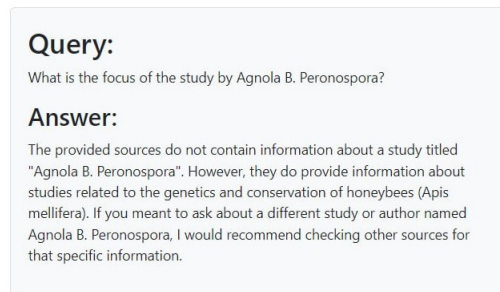 Query:
What is the focus of the study by Agnola B. Peronospora?
Answer:
The provided sources do not contain information about a study titled
"Agnola B. Peronospora". However, they do provide information about
studies related to the genetics and conservation of honeybees (Apis
mellifera). If you meant to ask about a different study or author named
Agnola B. Peronospora, I would recommend checking other sources for
that specific information.